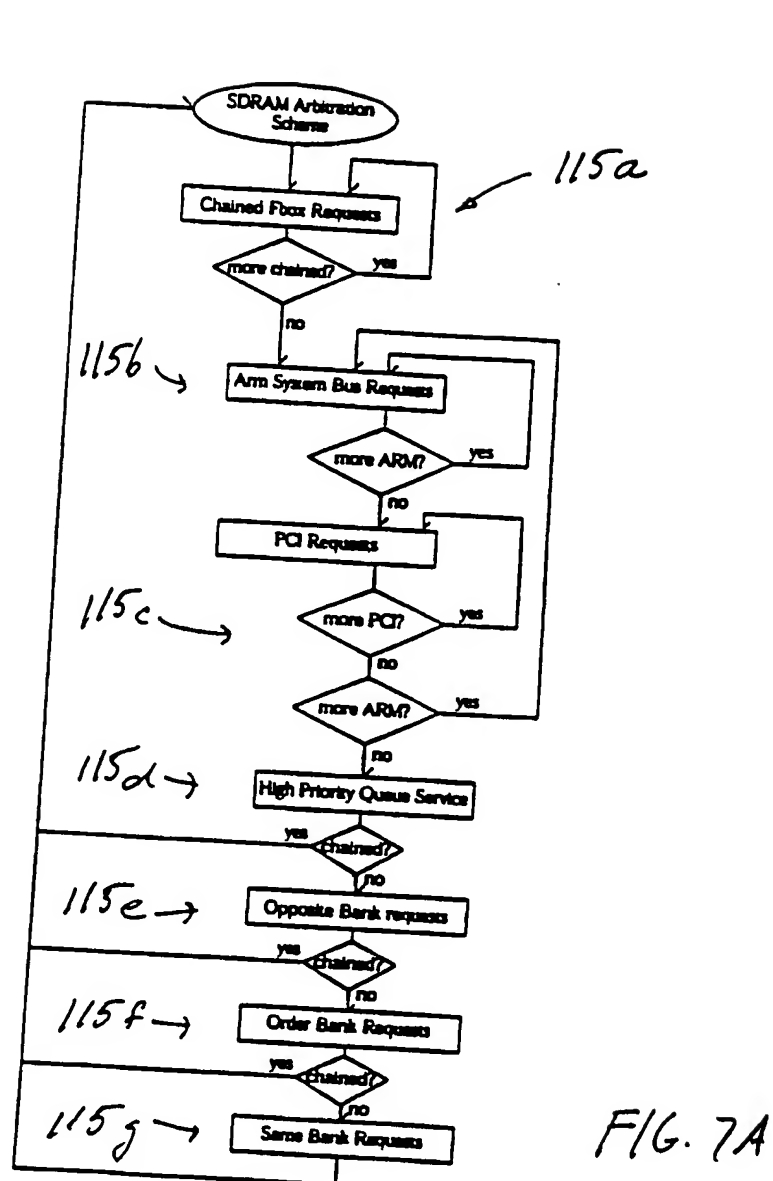 SDRAM Arbitration
Scheme
115a
Chained Fbox Requests
more chained?
yes
no
115b
Arm System Bus Requests
more ARM?
yes
no
PCI Requests
115c
more PCI?
yes
no
more ARM?
yes
no
115d
High Priority Queue Service
yes
chained?
no
115e
Opposite Bank requests
yes
chained?
no
115f
Order Bank Requests
yes
chained?
no
115g
Same Bank Requests
FIG. 7A